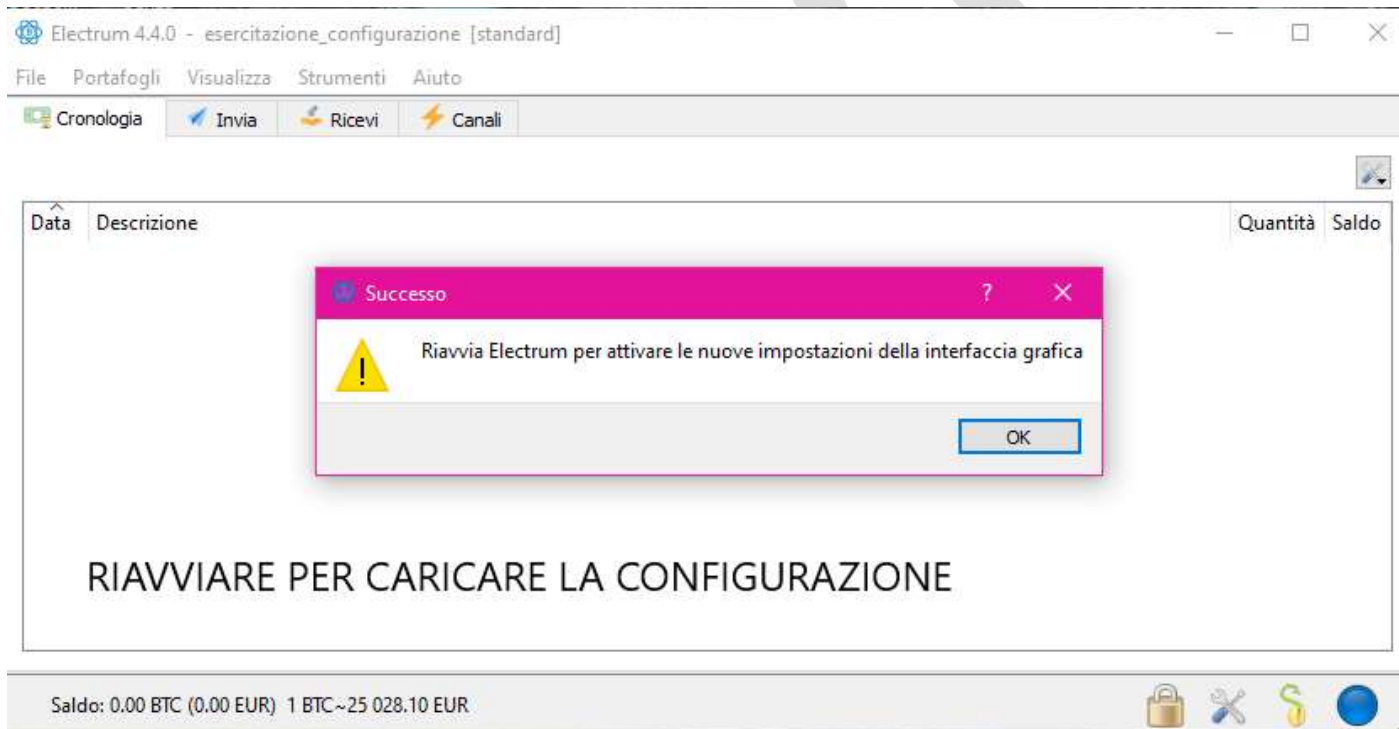 Electrum 4.4.0 - esercitazione_configurazione [standard]
File Portafogli Visualizza Strumenti Aiuto
Cronologia Invia Ricevi Canali
Data Descrizione Quantità Saldo
Successo ?
Riavvia Electrum per attivare le nuove impostazioni della interfaccia grafica
OK
RIAVVIARE PER CARICARE LA CONFIGURAZIONE
Saldo: 0.00 BTC (0.00 EUR) 1 BTC~25 028.10 EUR